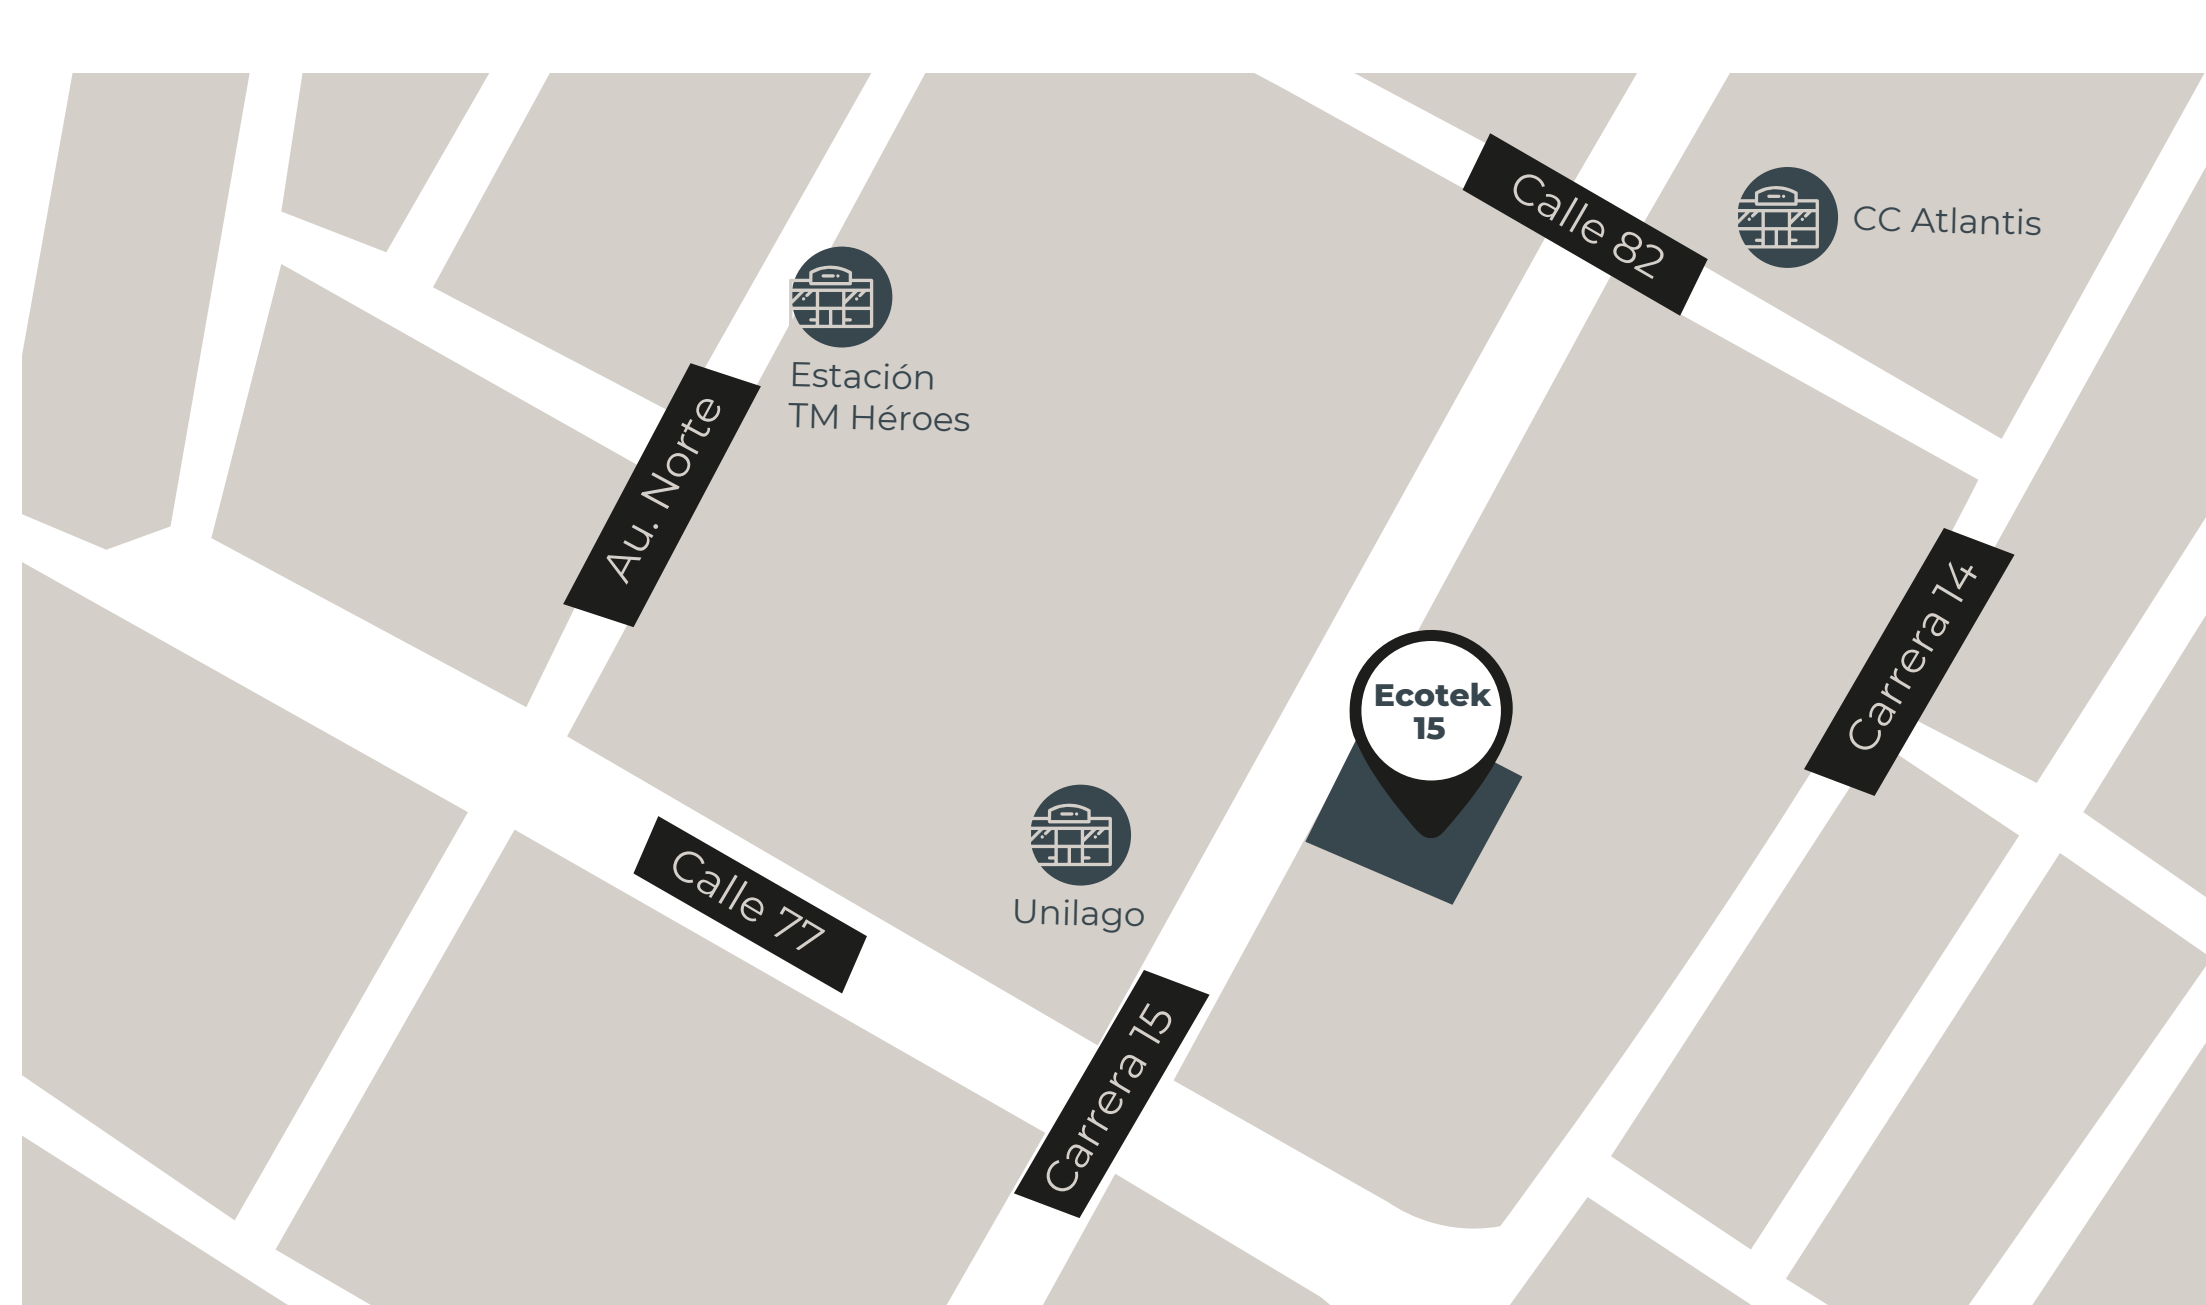 Calle 82
CC Atlantis
Estación
TM Héroes
Au. Norte
Carrera 14
Ecotek
15
Calle 77
Unilago
Carrera 15